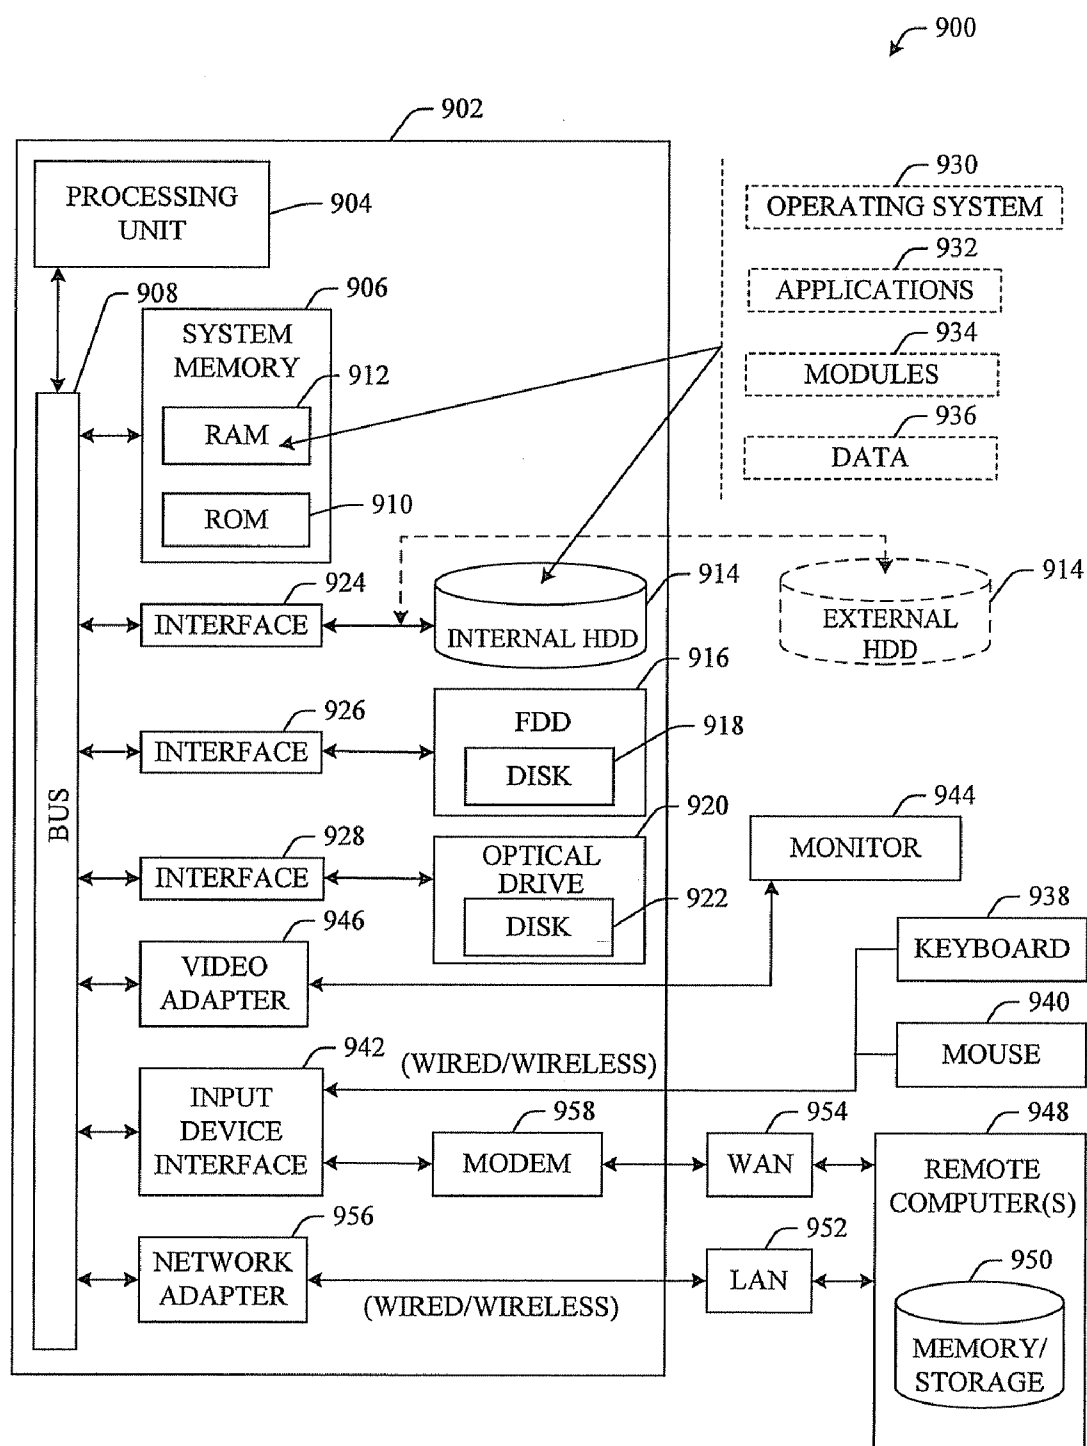 900
902
PROCESSING
UNIT
904
908
906
SYSTEM
MEMORY
912
RAM
ROM
910
930
OPERATING SYSTEM
932
APPLICATIONS
934
MODULES
936
DATA
924
INTERFACE
INTERNAL HDD
914
EXTERNAL
HDD
914
916
926
INTERFACE
FDD
918
DISK
BUS
920
928
INTERFACE
OPTICAL
DRIVE
922
DISK
944
MONITOR
946
VIDEO
ADAPTER
938
KEYBOARD
940
MOUSE
942
(WIRED/WIRELESS)
INPUT
DEVICE
INTERFACE
958
MODEM
954
WAN
948
REMOTE
COMPUTER(S)
956
NETWORK
ADAPTER
(WIRED/WIRELESS)
952
LAN
950
MEMORY/
STORAGE